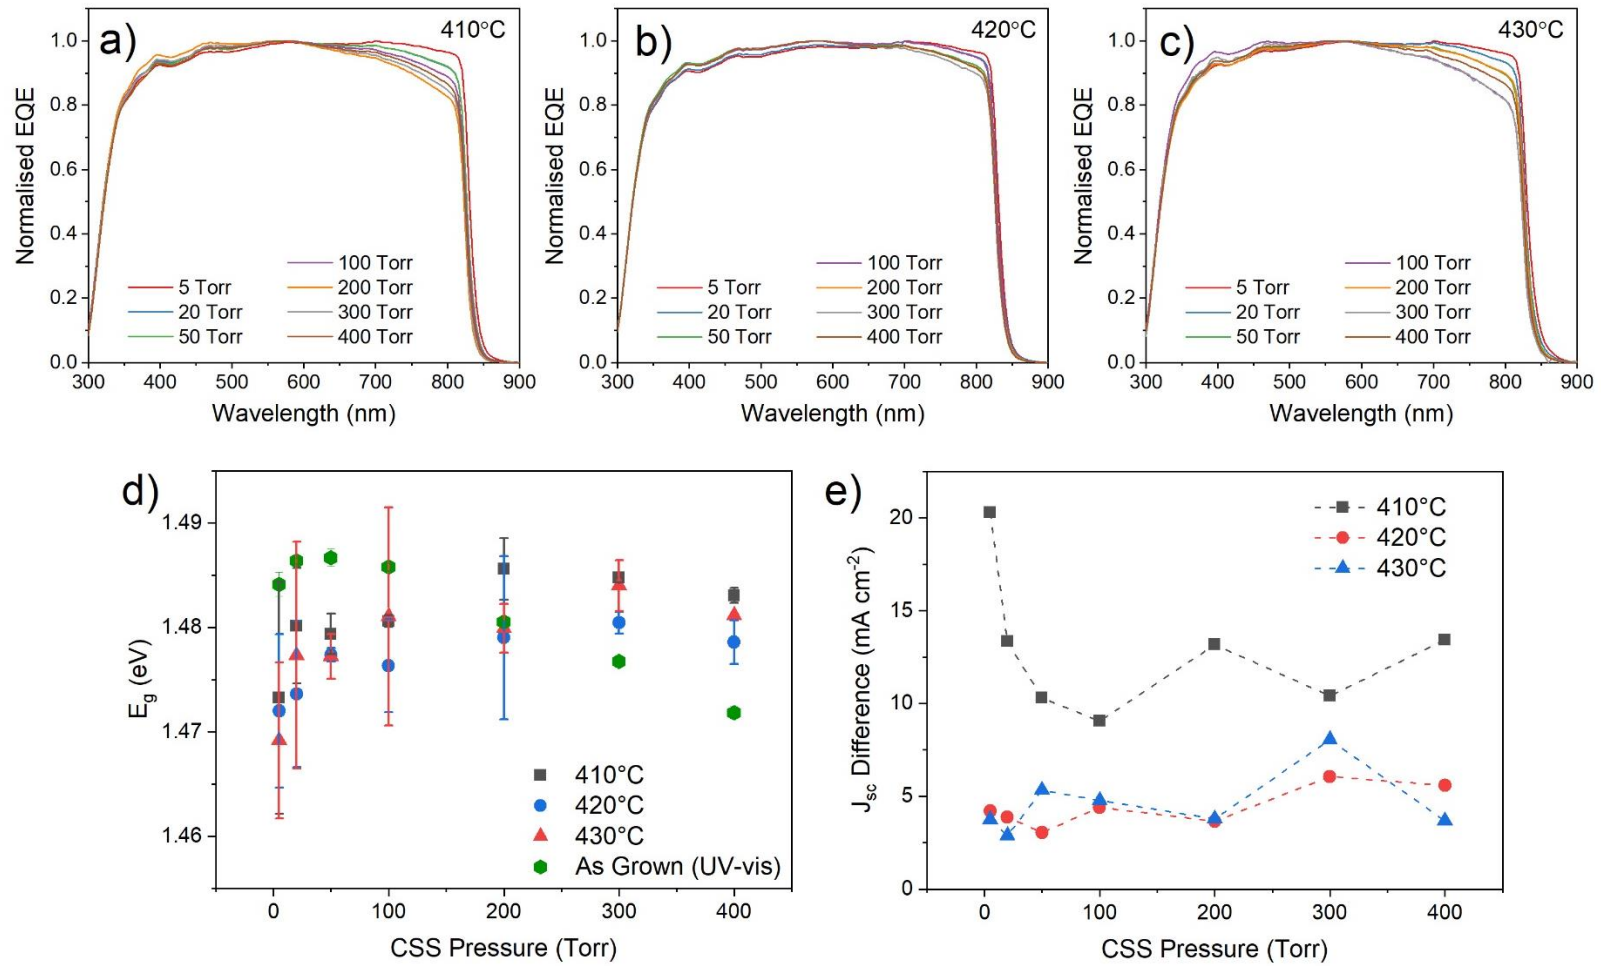 a)
410°C
Normalised EQE
1.0
0.8
0.6
0.4
0.2
0.0
5 Torr
20 Torr
50 Torr
100 Torr
200 Torr
300 Torr
400 Torr
300 400 500 600 700 800 900
Wavelength (nm)
b)
420°C
Normalised EQE
1.0
0.8
0.6
0.4
0.2
0.0
5 Torr
20 Torr
50 Torr
100 Torr
200 Torr
300 Torr
400 Torr
300 400 500 600 700 800 900
Wavelength (nm)
c)
430°C
Normalised EQE
1.0
0.8
0.6
0.4
0.2
0.0
5 Torr
20 Torr
50 Torr
100 Torr
200 Torr
300 Torr
400 Torr
300 400 500 600 700 800 900
Wavelength (nm)
d)
Eg (eV)
1.49
1.48
1.47
1.46
410°C
420°C
430°C
As Grown (UV-vis)
0 100 200 300 400
CSS Pressure (Torr)
e)
Jsc Difference (mA cm-2)
20
15
10
5
0
410°C
420°C
430°C
0 100 200 300 400
CSS Pressure (Torr)